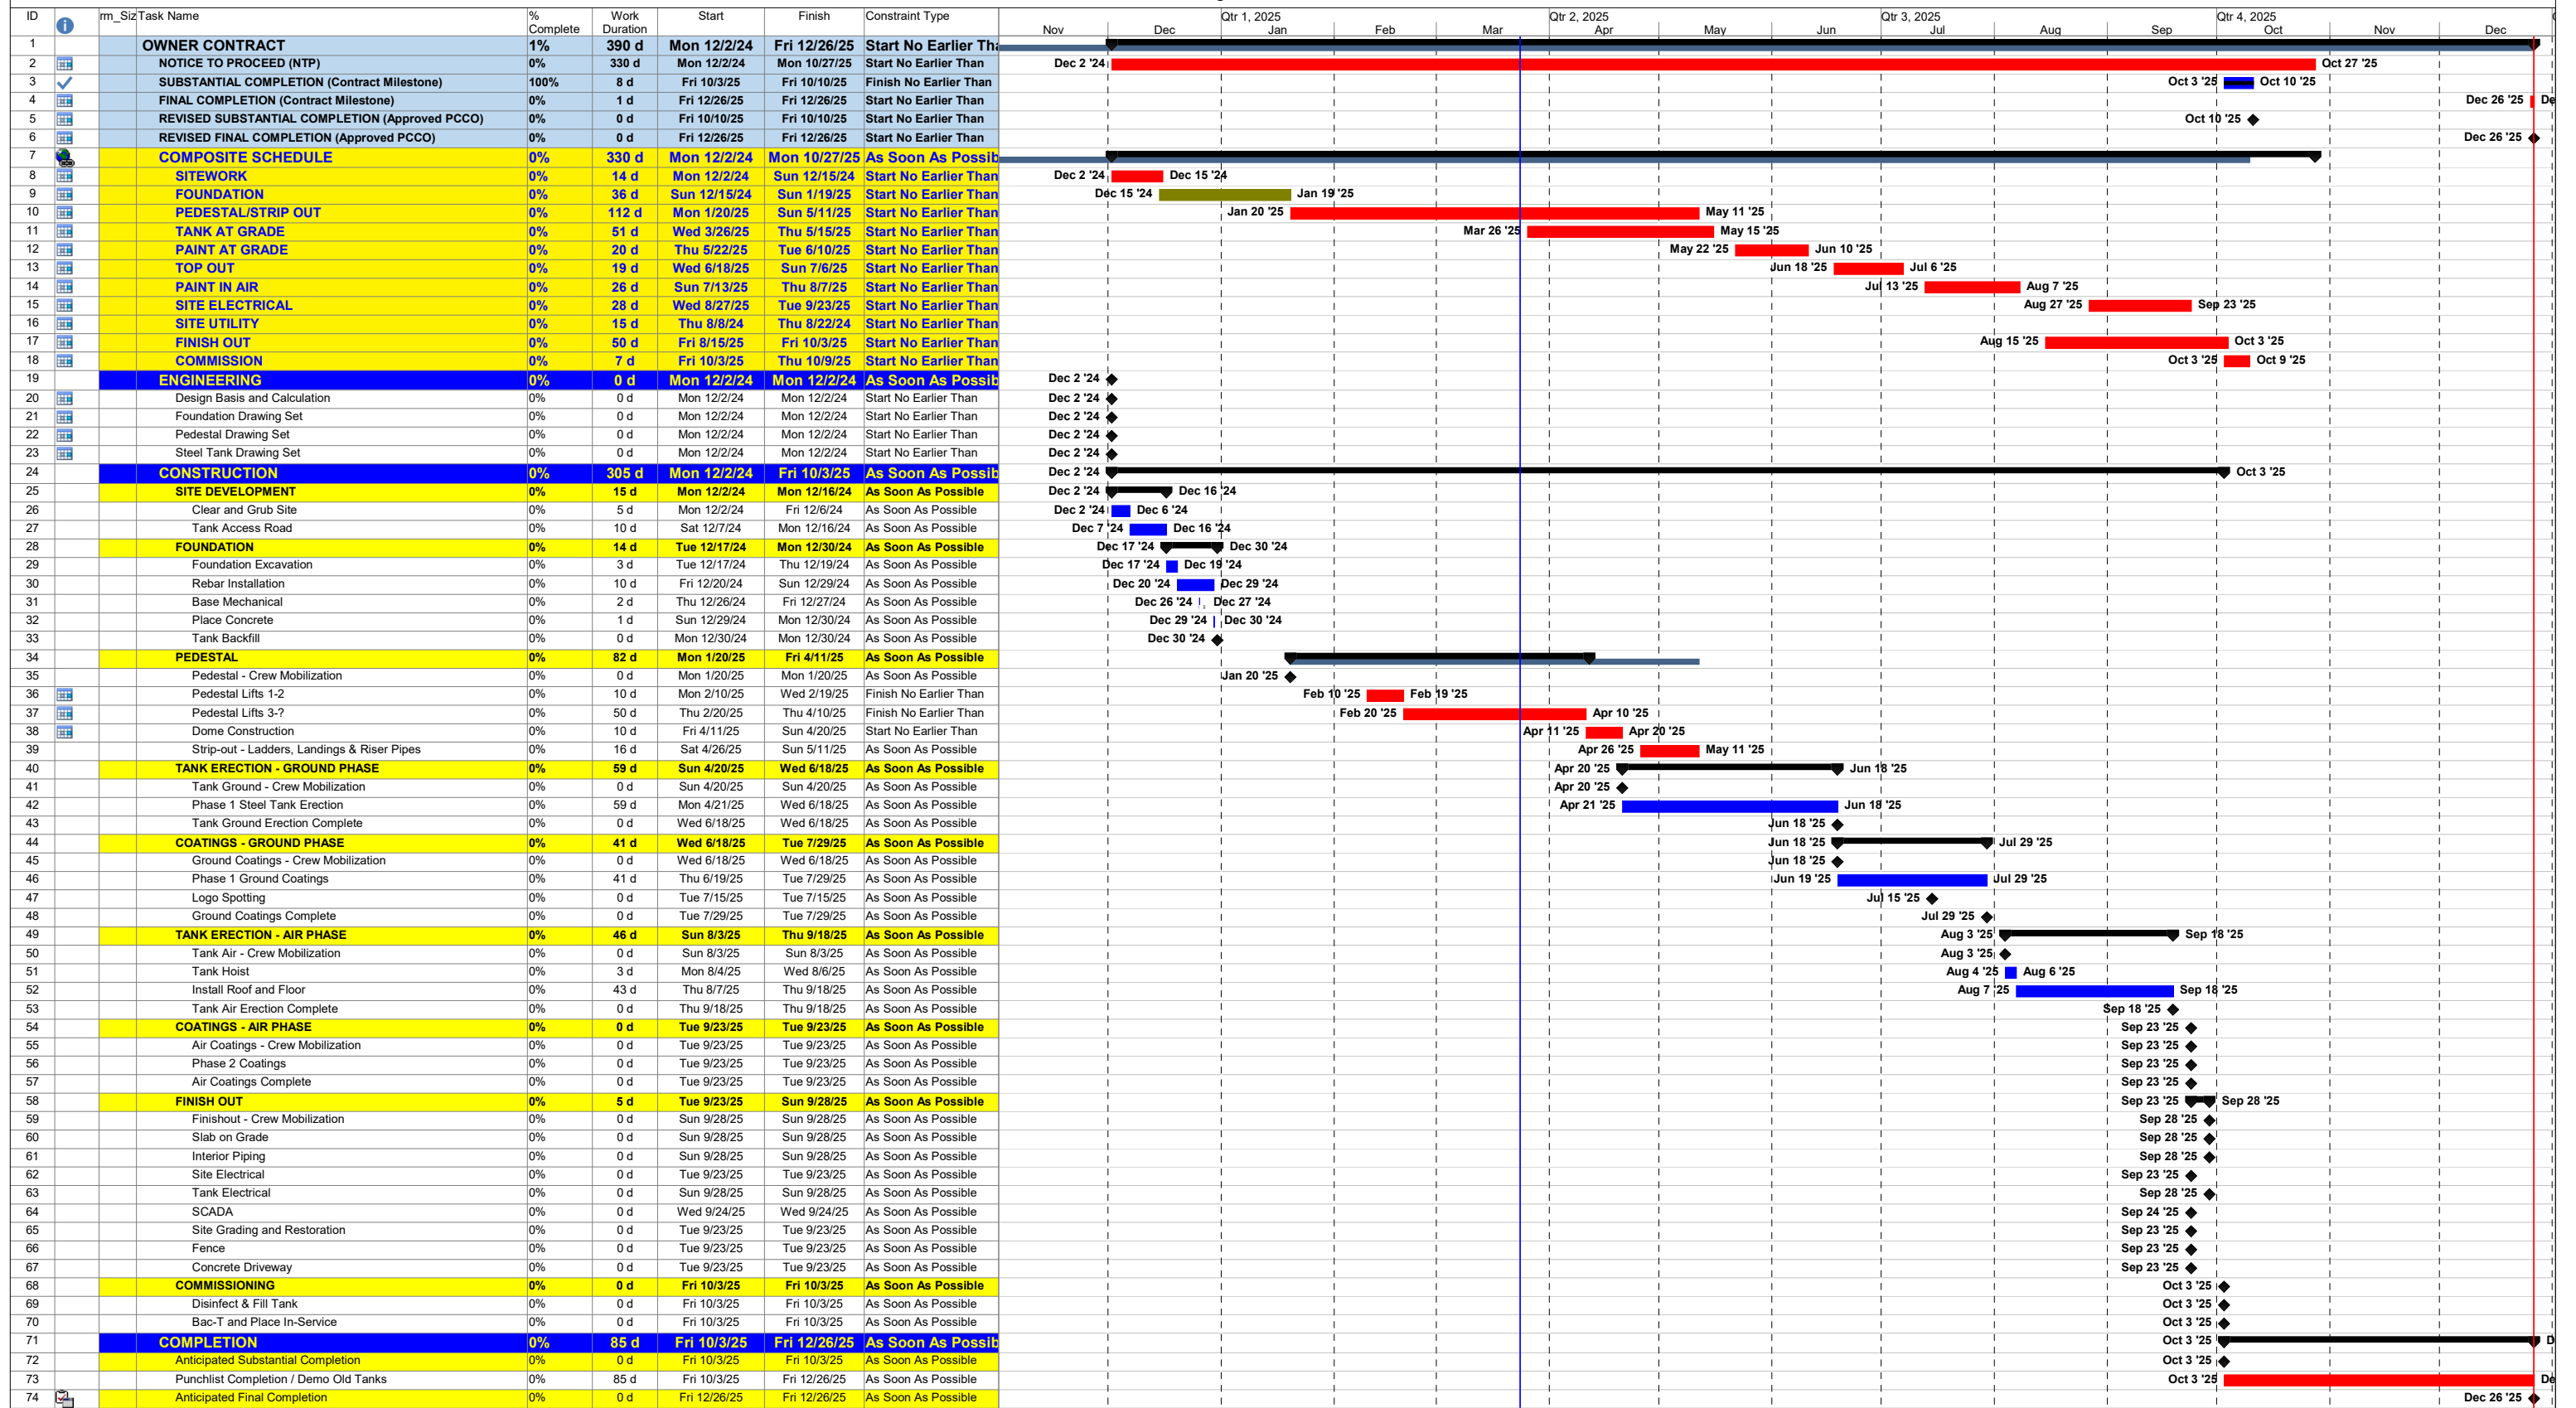 ID rm_Siz Task Name % Complete Work Duration Start Finish Constraint Type
Qtr 1, 2025 Qtr 2, 2025 Qtr 3, 2025 Qtr 4, 2025
Nov Dec Jan Feb Mar Apr May Jun Jul Aug Sep Oct Nov Dec
1 OWNER CONTRACT 1% 390 d Mon 12/2/24 Fri 12/26/25 Start No Earlier Tha
2 NOTICE TO PROCEED (NTP) 0% 330 d Mon 12/2/24 Mon 10/27/25 Start No Earlier Than Dec 2 '24 Oct 27 '25
3 SUBSTANTIAL COMPLETION (Contract Milestone) 100% 8 d Fri 10/3/25 Fri 10/10/25 Finish No Earlier Than Oct 3 '25 Oct 10 '25
4 FINAL COMPLETION (Contract Milestone) 0% 1 d Fri 12/26/25 Fri 12/26/25 Start No Earlier Than Dec 26 '25 De
5 REVISED SUBSTANTIAL COMPLETION (Approved PCCO) 0% 0 d Fri 10/10/25 Fri 10/10/25 Start No Earlier Than Oct 10 '25
6 REVISED FINAL COMPLETION (Approved PCCO) 0% 0 d Fri 12/26/25 Fri 12/26/25 Start No Earlier Than Dec 26 '25
7 COMPOSITE SCHEDULE 0% 330 d Mon 12/2/24 Mon 10/27/25 As Soon As Possib
8 SITEWORK 0% 14 d Mon 12/2/24 Sun 12/15/24 Start No Earlier Than Dec 2 '24 Dec 15 '24
9 FOUNDATION 0% 36 d Sun 12/15/24 Sun 1/19/25 Start No Earlier Than Dec 15 '24 Jan 19 '25
10 PEDESTAL/STRIP OUT 0% 112 d Mon 1/20/25 Sun 5/11/25 Start No Earlier Than Jan 20 '25 May 11 '25
11 TANK AT GRADE 0% 51 d Wed 3/26/25 Thu 5/15/25 Start No Earlier Than Mar 26 '25 May 15 '25
12 PAINT AT GRADE 0% 20 d Thu 5/22/25 Tue 6/10/25 Start No Earlier Than May 22 '25 Jun 10 '25
13 TOP OUT 0% 19 d Wed 6/18/25 Sun 7/6/25 Start No Earlier Than Jun 18 '25 Jul 6 '25
14 PAINT IN AIR 0% 26 d Sun 7/13/25 Thu 8/7/25 Start No Earlier Than Jul 13 '25 Aug 7 '25
15 SITE ELECTRICAL 0% 28 d Wed 8/27/25 Tue 9/23/25 Start No Earlier Than Aug 27 '25 Sep 23 '25
16 SITE UTILITY 0% 15 d Thu 8/8/24 Thu 8/22/24 Start No Earlier Than
17 FINISH OUT 0% 50 d Fri 8/15/25 Fri 10/3/25 Start No Earlier Than Aug 15 '25 Oct 3 '25
18 COMMISSION 0% 7 d Fri 10/3/25 Thu 10/9/25 Start No Earlier Than Oct 3 '25 Oct 9 '25
19 ENGINEERING 0% 0 d Mon 12/2/24 Mon 12/2/24 As Soon As Possib Dec 2 '24
20 Design Basis and Calculation 0% 0 d Mon 12/2/24 Mon 12/2/24 Start No Earlier Than Dec 2 '24
21 Foundation Drawing Set 0% 0 d Mon 12/2/24 Mon 12/2/24 Start No Earlier Than Dec 2 '24
22 Pedestal Drawing Set 0% 0 d Mon 12/2/24 Mon 12/2/24 Start No Earlier Than Dec 2 '24
23 Steel Tank Drawing Set 0% 0 d Mon 12/2/24 Mon 12/2/24 Start No Earlier Than Dec 2 '24
24 CONSTRUCTION 0% 305 d Mon 12/2/24 Fri 10/3/25 As Soon As Possib Dec 2 '24 Oct 3 '25
25 SITE DEVELOPMENT 0% 15 d Mon 12/2/24 Mon 12/16/24 As Soon As Possible Dec 2 '24 Dec 16 '24
26 Clear and Grub Site 0% 5 d Mon 12/2/24 Fri 12/6/24 As Soon As Possible Dec 2 '24 Dec 6 '24
27 Tank Access Road 0% 10 d Sat 12/7/24 Mon 12/16/24 As Soon As Possible Dec 7 '24 Dec 16 '24
28 FOUNDATION 0% 14 d Tue 12/17/24 Mon 12/30/24 As Soon As Possible Dec 17 '24 Dec 30 '24
29 Foundation Excavation 0% 3 d Tue 12/17/24 Thu 12/19/24 As Soon As Possible Dec 17 '24 Dec 19 '24
30 Rebar Installation 0% 10 d Fri 12/20/24 Sun 12/29/24 As Soon As Possible Dec 20 '24 Dec 29 '24
31 Base Mechanical 0% 2 d Thu 12/26/24 Fri 12/27/24 As Soon As Possible Dec 26 '24 Dec 27 '24
32 Place Concrete 0% 1 d Sun 12/29/24 Mon 12/30/24 As Soon As Possible Dec 29 '24 Dec 30 '24
33 Tank Backfill 0% 0 d Mon 12/30/24 Mon 12/30/24 As Soon As Possible Dec 30 '24
34 PEDESTAL 0% 82 d Mon 1/20/25 Fri 4/11/25 As Soon As Possible
35 Pedestal - Crew Mobilization 0% 0 d Mon 1/20/25 Mon 1/20/25 As Soon As Possible Jan 20 '25
36 Pedestal Lifts 1-2 0% 10 d Mon 2/10/25 Wed 2/19/25 Finish No Earlier Than Feb 10 '25 Feb 19 '25
37 Pedestal Lifts 3-? 0% 50 d Thu 2/20/25 Thu 4/10/25 Finish No Earlier Than Feb 20 '25 Apr 10 '25
38 Dome Construction 0% 10 d Fri 4/11/25 Sun 4/20/25 Start No Earlier Than Apr 11 '25 Apr 20 '25
39 Strip-out - Ladders, Landings & Riser Pipes 0% 16 d Sat 4/26/25 Sun 5/11/25 As Soon As Possible Apr 26 '25 May 11 '25
40 TANK ERECTION - GROUND PHASE 0% 59 d Sun 4/20/25 Wed 6/18/25 As Soon As Possible Apr 20 '25 Jun 18 '25
41 Tank Ground - Crew Mobilization 0% 0 d Sun 4/20/25 Sun 4/20/25 As Soon As Possible Apr 20 '25
42 Phase 1 Steel Tank Erection 0% 59 d Mon 4/21/25 Wed 6/18/25 As Soon As Possible Apr 21 '25 Jun 18 '25
43 Tank Ground Erection Complete 0% 0 d Wed 6/18/25 Wed 6/18/25 As Soon As Possible Jun 18 '25
44 COATINGS - GROUND PHASE 0% 41 d Wed 6/18/25 Tue 7/29/25 As Soon As Possible Jun 18 '25 Jul 29 '25
45 Ground Coatings - Crew Mobilization 0% 0 d Wed 6/18/25 Wed 6/18/25 As Soon As Possible Jun 18 '25
46 Phase 1 Ground Coatings 0% 41 d Thu 6/19/25 Tue 7/29/25 As Soon As Possible Jun 19 '25 Jul 29 '25
47 Logo Spotting 0% 0 d Tue 7/15/25 Tue 7/15/25 As Soon As Possible Jul 15 '25
48 Ground Coatings Complete 0% 0 d Tue 7/29/25 Tue 7/29/25 As Soon As Possible Jul 29 '25
49 TANK ERECTION - AIR PHASE 0% 46 d Sun 8/3/25 Thu 9/18/25 As Soon As Possible Aug 3 '25 Sep 18 '25
50 Tank Air - Crew Mobilization 0% 0 d Sun 8/3/25 Sun 8/3/25 As Soon As Possible Aug 3 '25
51 Tank Hoist 0% 3 d Mon 8/4/25 Wed 8/6/25 As Soon As Possible Aug 4 '25 Aug 6 '25
52 Install Roof and Floor 0% 43 d Thu 8/7/25 Thu 9/18/25 As Soon As Possible Aug 7 '25 Sep 18 '25
53 Tank Air Erection Complete 0% 0 d Thu 9/18/25 Thu 9/18/25 As Soon As Possible Sep 18 '25
54 COATINGS - AIR PHASE 0% 0 d Tue 9/23/25 Tue 9/23/25 As Soon As Possible Sep 23 '25
55 Air Coatings - Crew Mobilization 0% 0 d Tue 9/23/25 Tue 9/23/25 As Soon As Possible Sep 23 '25
56 Phase 2 Coatings 0% 0 d Tue 9/23/25 Tue 9/23/25 As Soon As Possible Sep 23 '25
57 Air Coatings Complete 0% 0 d Tue 9/23/25 Tue 9/23/25 As Soon As Possible Sep 23 '25
58 FINISH OUT 0% 5 d Tue 9/23/25 Sun 9/28/25 As Soon As Possible Sep 23 '25 Sep 28 '25
59 Finishout - Crew Mobilization 0% 0 d Sun 9/28/25 Sun 9/28/25 As Soon As Possible Sep 28 '25
60 Slab on Grade 0% 0 d Sun 9/28/25 Sun 9/28/25 As Soon As Possible Sep 28 '25
61 Interior Piping 0% 0 d Sun 9/28/25 Sun 9/28/25 As Soon As Possible Sep 28 '25
62 Site Electrical 0% 0 d Tue 9/23/25 Tue 9/23/25 As Soon As Possible Sep 23 '25
63 Tank Electrical 0% 0 d Sun 9/28/25 Sun 9/28/25 As Soon As Possible Sep 28 '25
64 SCADA 0% 0 d Wed 9/24/25 Wed 9/24/25 As Soon As Possible Sep 24 '25
65 Site Grading and Restoration 0% 0 d Tue 9/23/25 Tue 9/23/25 As Soon As Possible Sep 23 '25
66 Fence 0% 0 d Tue 9/23/25 Tue 9/23/25 As Soon As Possible Sep 23 '25
67 Concrete Driveway 0% 0 d Tue 9/23/25 Tue 9/23/25 As Soon As Possible Sep 23 '25
68 COMMISSIONING 0% 0 d Fri 10/3/25 Fri 10/3/25 As Soon As Possible Oct 3 '25
69 Disinfect & Fill Tank 0% 0 d Fri 10/3/25 Fri 10/3/25 As Soon As Possible Oct 3 '25
70 Bac-T and Place In-Service 0% 0 d Fri 10/3/25 Fri 10/3/25 As Soon As Possible Oct 3 '25
71 COMPLETION 0% 85 d Fri 10/3/25 Fri 12/26/25 As Soon As Possib Oct 3 '25 D
72 Anticipated Substantial Completion 0% 0 d Fri 10/3/25 Fri 10/3/25 As Soon As Possible Oct 3 '25
73 Punchlist Completion / Demo Old Tanks 0% 85 d Fri 10/3/25 Fri 12/26/25 As Soon As Possible Oct 3 '25 De
74 Anticipated Final Completion 0% 0 d Fri 12/26/25 Fri 12/26/25 As Soon As Possible Dec 26 '25